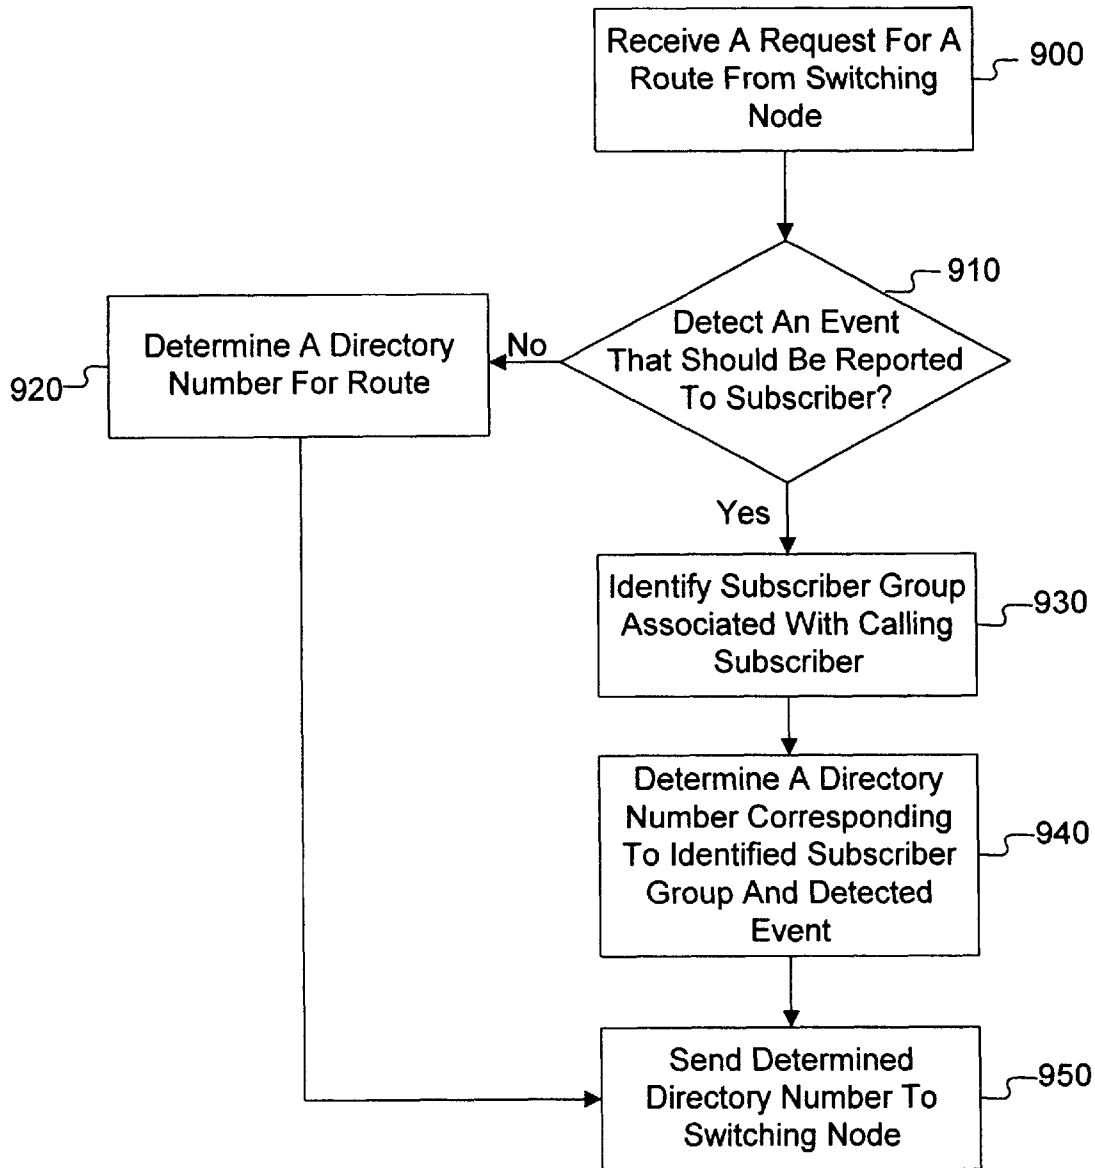 Receive A Request For A
Route From Switching
Node
900
910
Detect An Event
That Should Be Reported
To Subscriber?
No
Determine A Directory
Number For Route
920
Yes
Identify Subscriber Group
Associated With Calling
Subscriber
930
Determine A Directory
Number Corresponding
To Identified Subscriber
Group And Detected
Event
940
Send Determined
Directory Number To
Switching Node
950